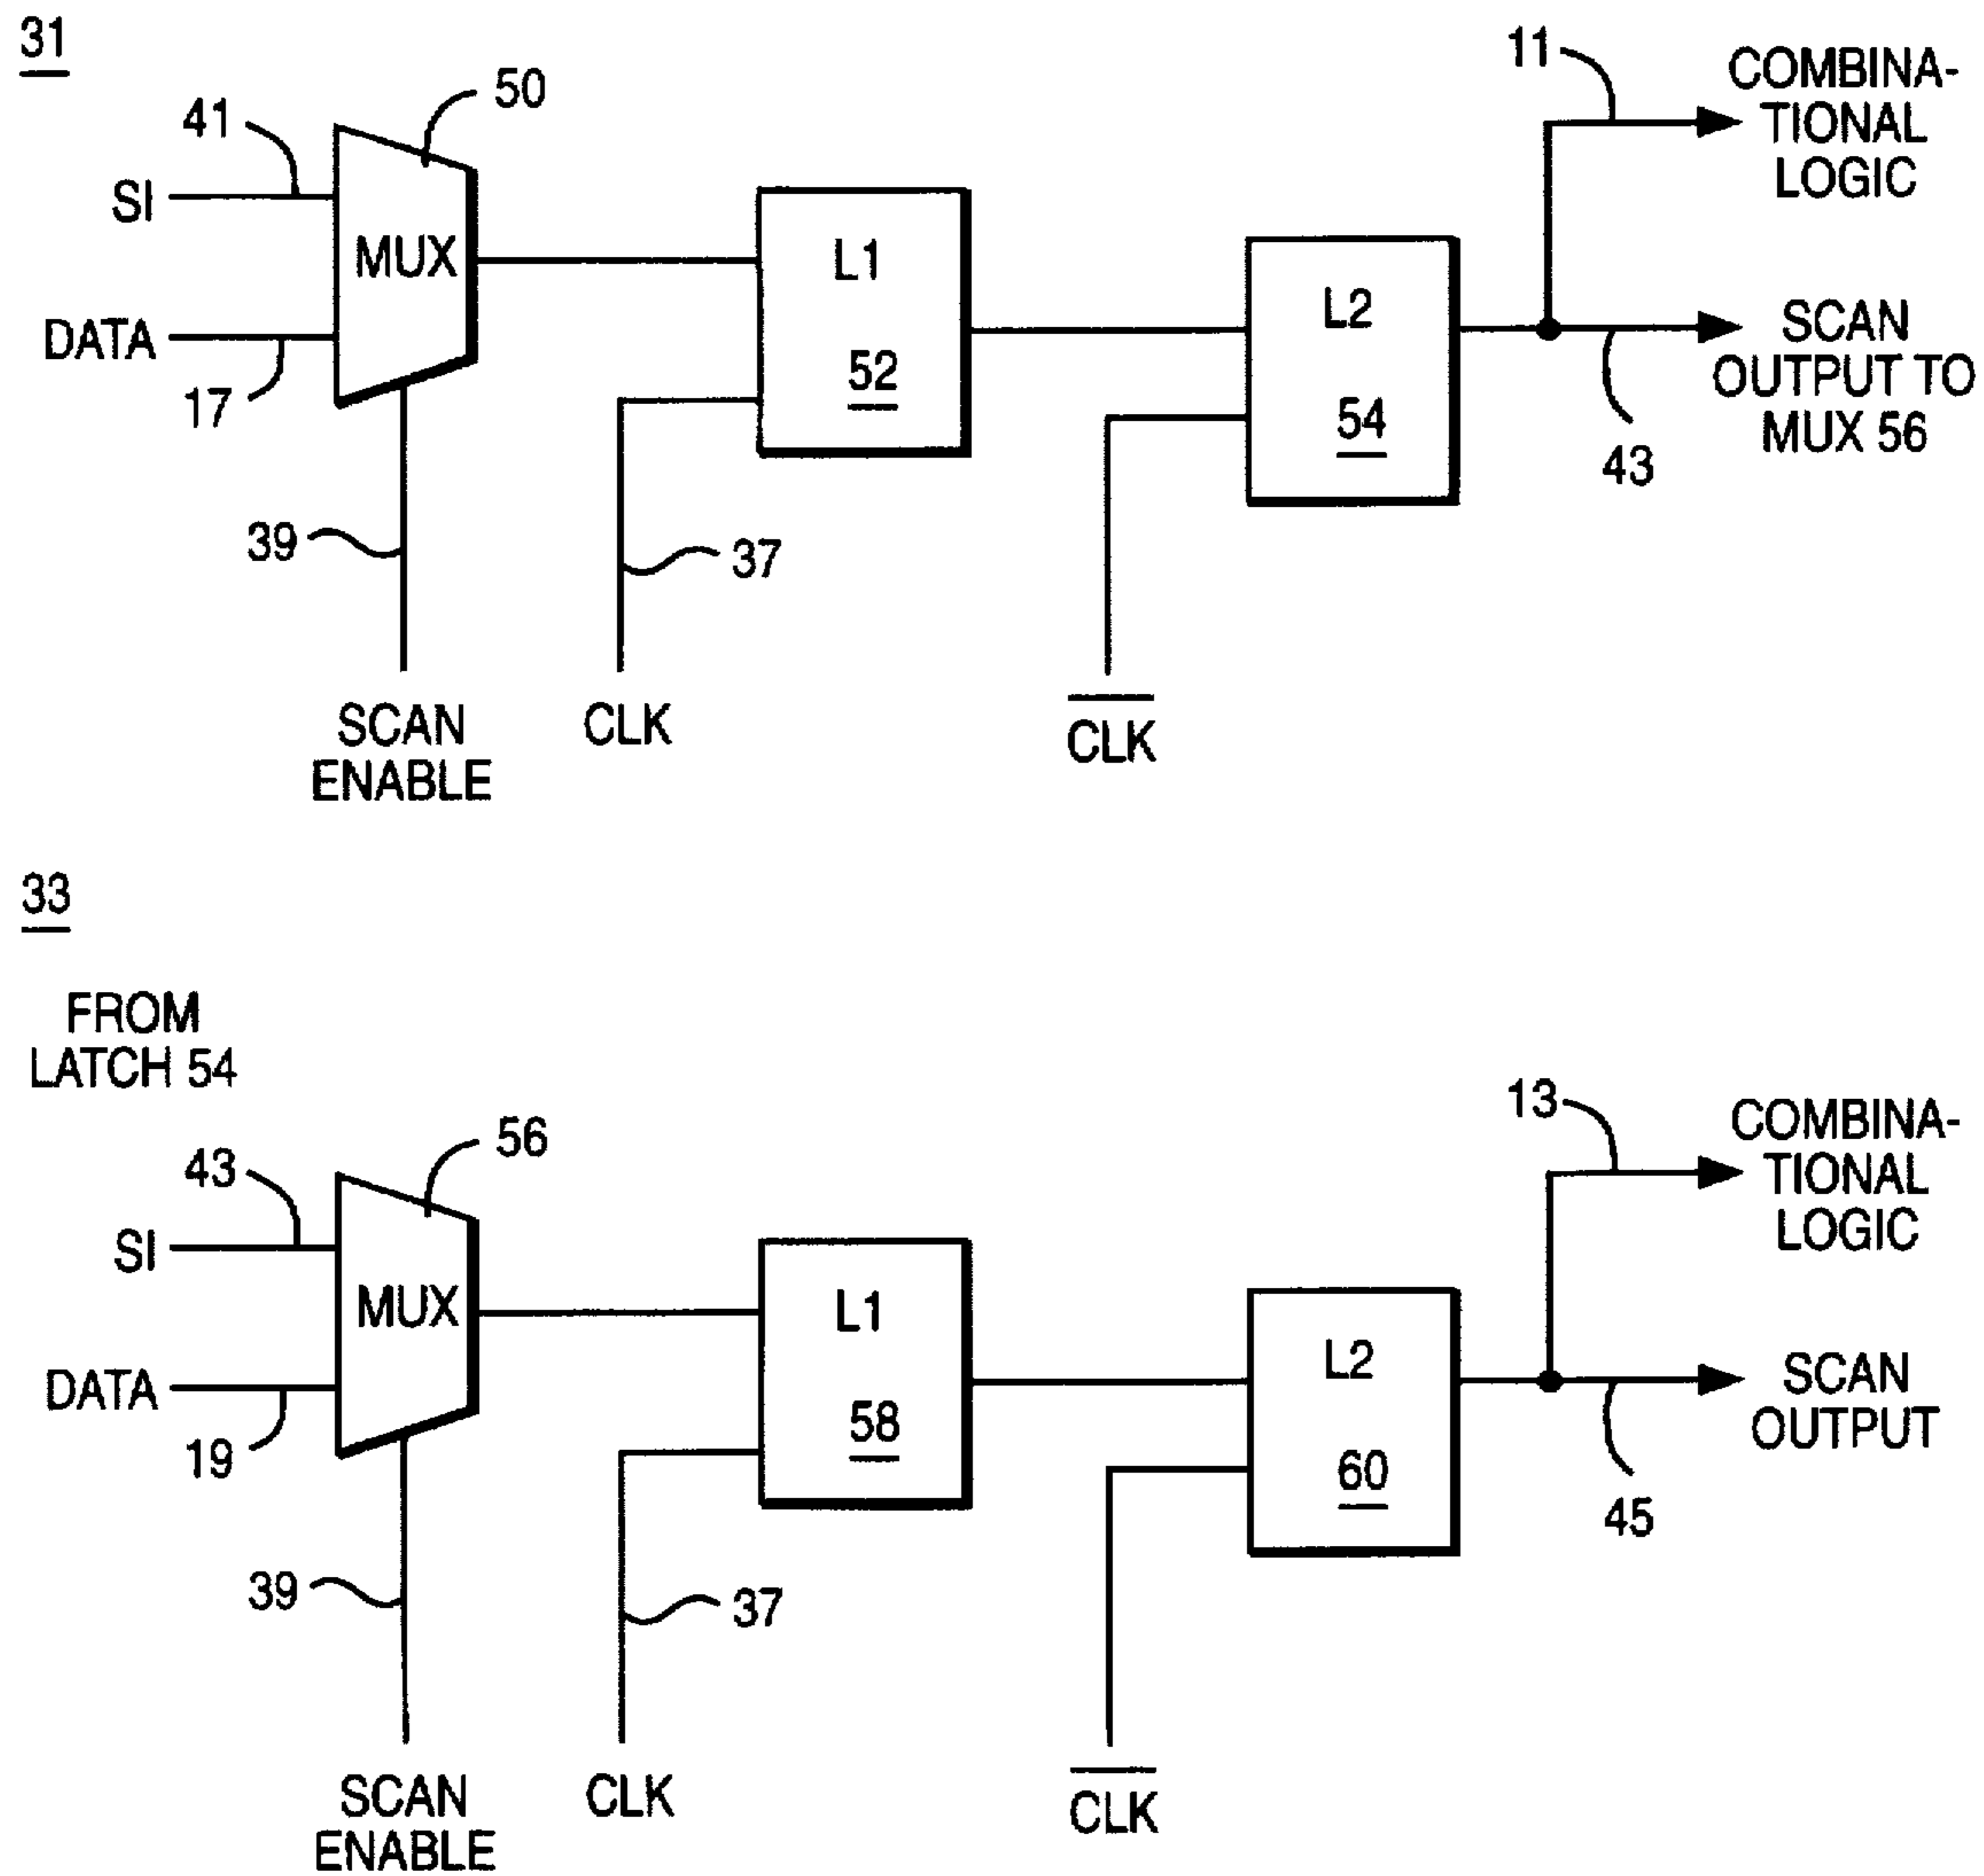 31
50
41
SI
MUX
DATA
17
39
SCAN
ENABLE
L1
52
37
CLK
L2
54
CLK
11
COMBINA-
TIONAL
LOGIC
SCAN
OUTPUT TO
MUX 56
43
33
FROM
LATCH 54
56
43
SI
MUX
DATA
19
39
SCAN
ENABLE
L1
58
37
CLK
L2
60
CLK
13
COMBINA-
TIONAL
LOGIC
SCAN
OUTPUT
45